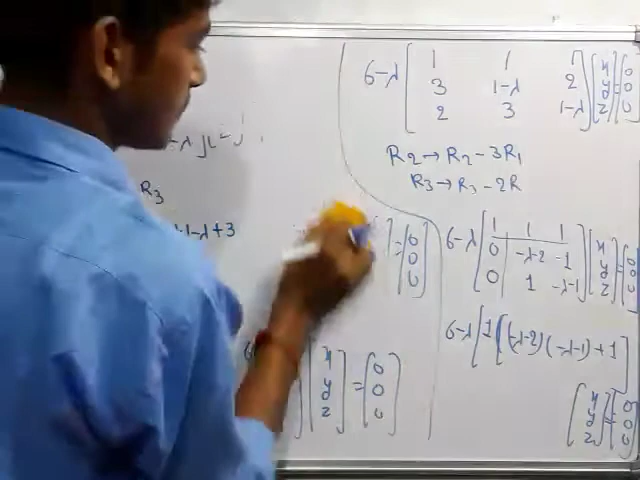 R3
-λ+3
= [0 0 0]
[x y z] = [0 0 0]
6-λ [1 1 1
3 1-λ 2
2 3 1-λ] [x y z] = [0 0 0]
R2 → R2 - 3R1
R3 → R3 - 2R
6-λ [1 1 1
0 -λ-2 -1
0 1 -λ-1] [x y z] = [0 0 0]
6-λ [1 [(-λ-2)(-λ-1)+1]
[x y z] = [0 0 0]